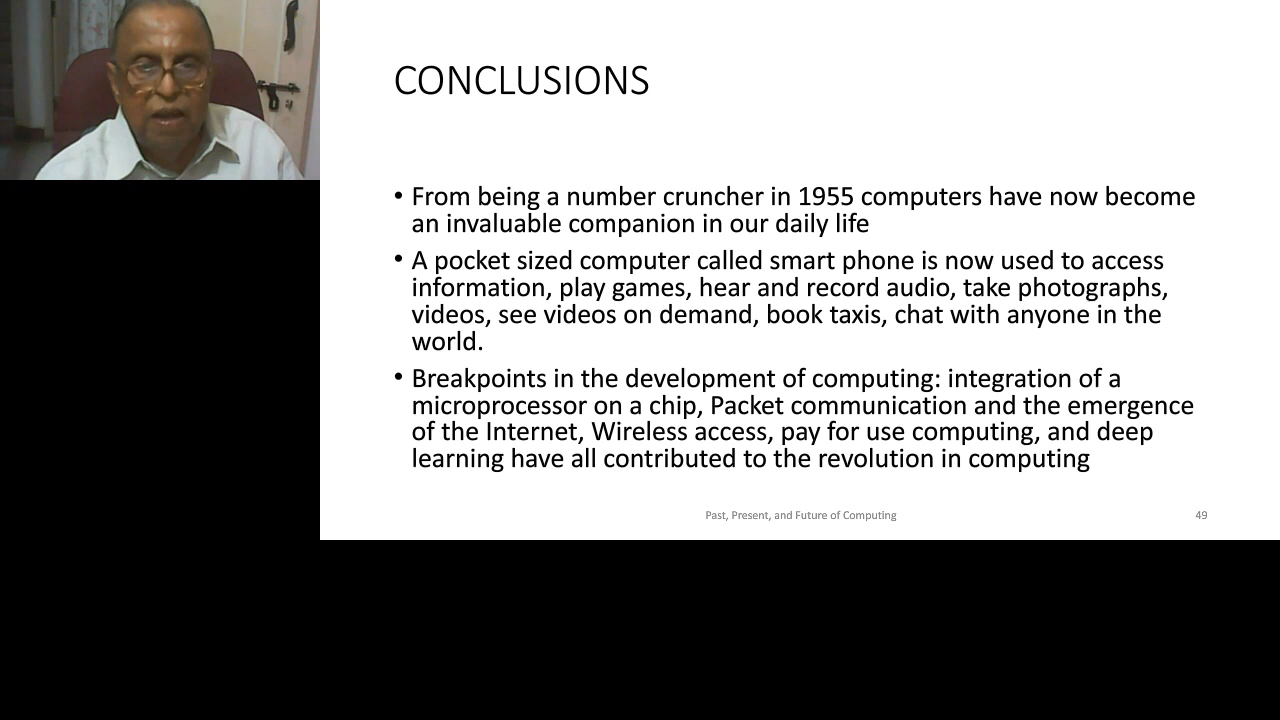 CONCLUSIONS
• From being a number cruncher in 1955 computers have now become
an invaluable companion in our daily life
• A pocket sized computer called smart phone is now used to access
information, play games, hear and record audio, take photographs,
videos, see videos on demand, book taxis, chat with anyone in the
world.
• Breakpoints in the development of computing: integration of a
microprocessor on a chip, Packet communication and the emergence
of the Internet, Wireless access, pay for use computing, and deep
learning have all contributed to the revolution in computing
Past, Present, and Future of Computing
49